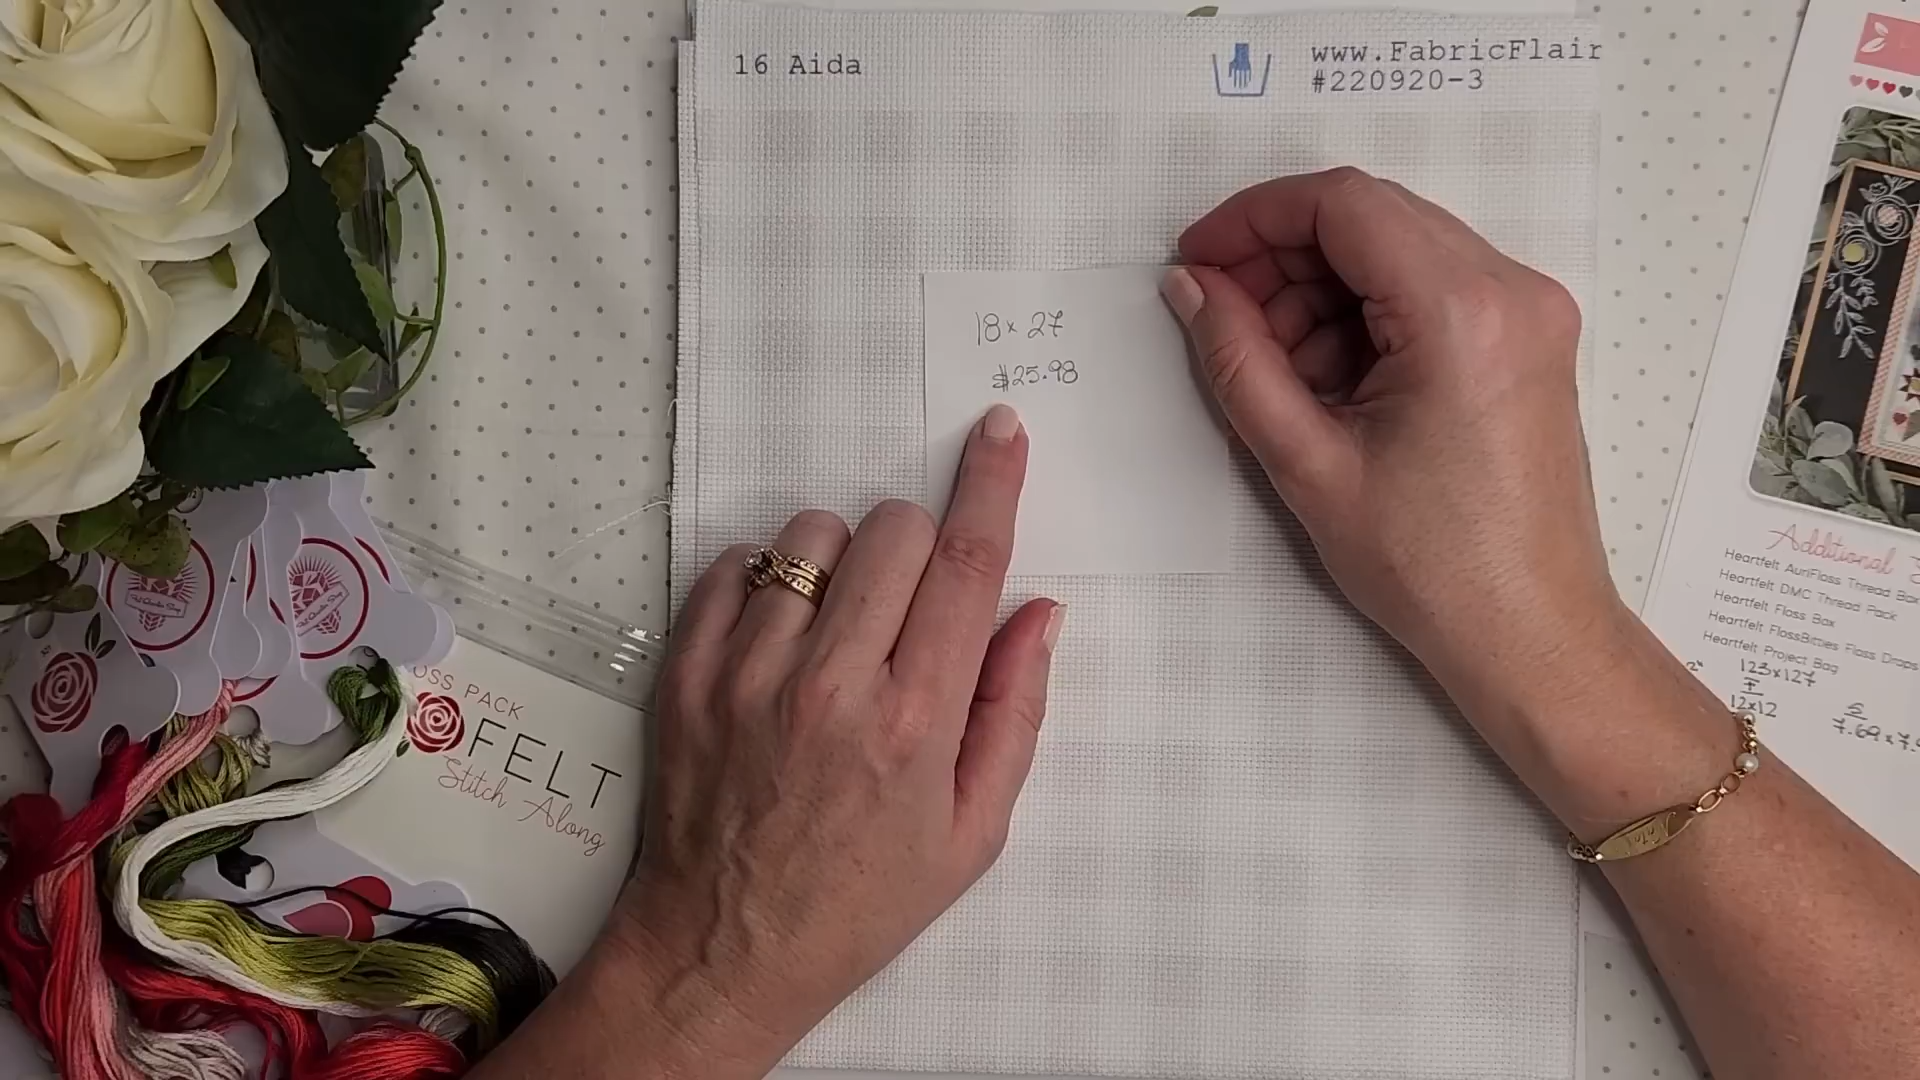 16 Aida
www.FabricFlair
#220920-3
18 x 27
$25.98
Additional
Heartfelt AuriFloss Thread Box
Heartfelt DMC Thread Pack
Heartfelt Floss Box
Heartfelt FlossBitties Floss Drops
Heartfelt Project Bag
2"
123x127
12x12
OSS PACK
FELT
Stitch Along